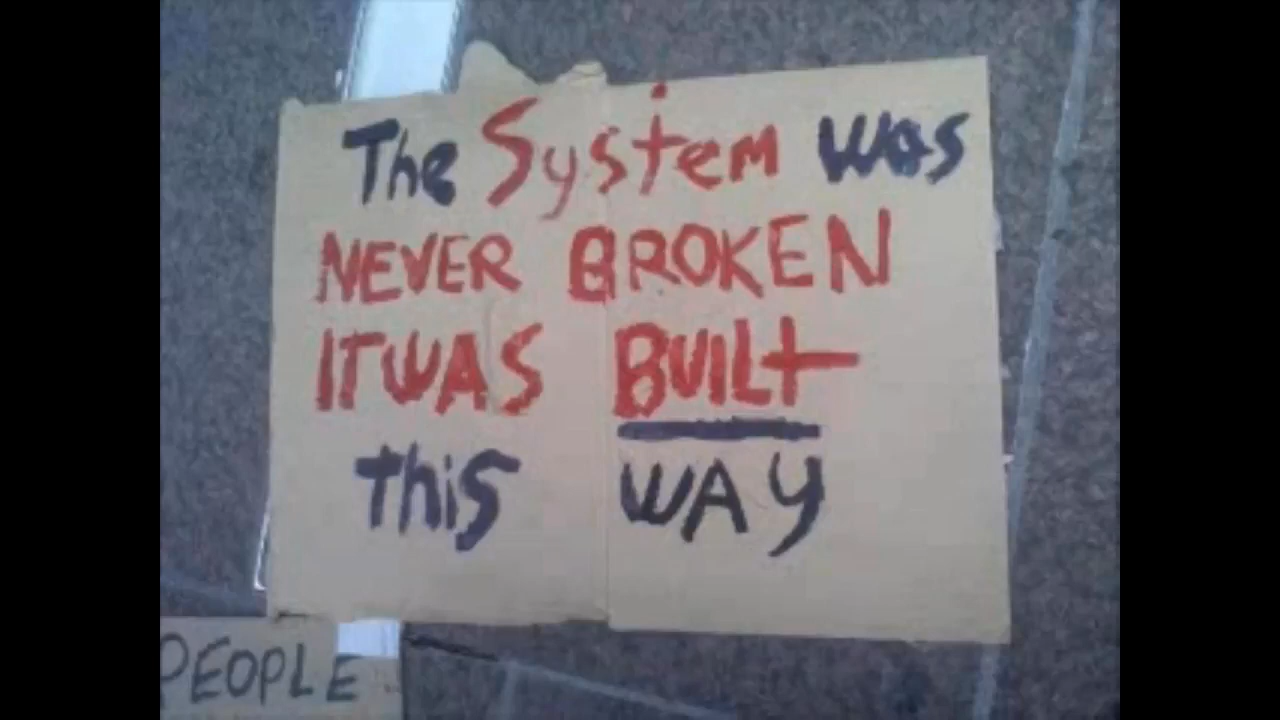 The System was
NEVER BROKEN
IT WAS BUILt
this WAY
PEOPLE